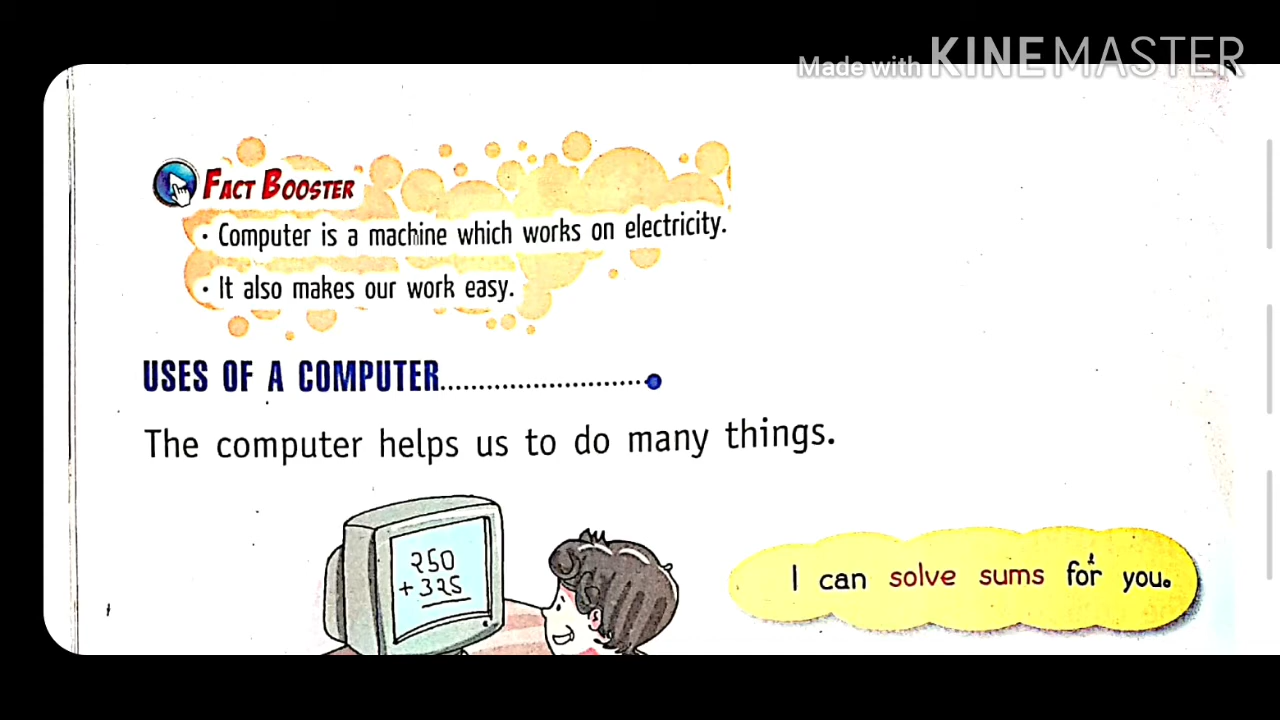 Made with KINEMASTER
FACT BOOSTER
• Computer is a machine which works on electricity.
• It also makes our work easy.
USES OF A COMPUTER..............................
The computer helps us to do many things.
250
+ 325
I can solve sums for you.